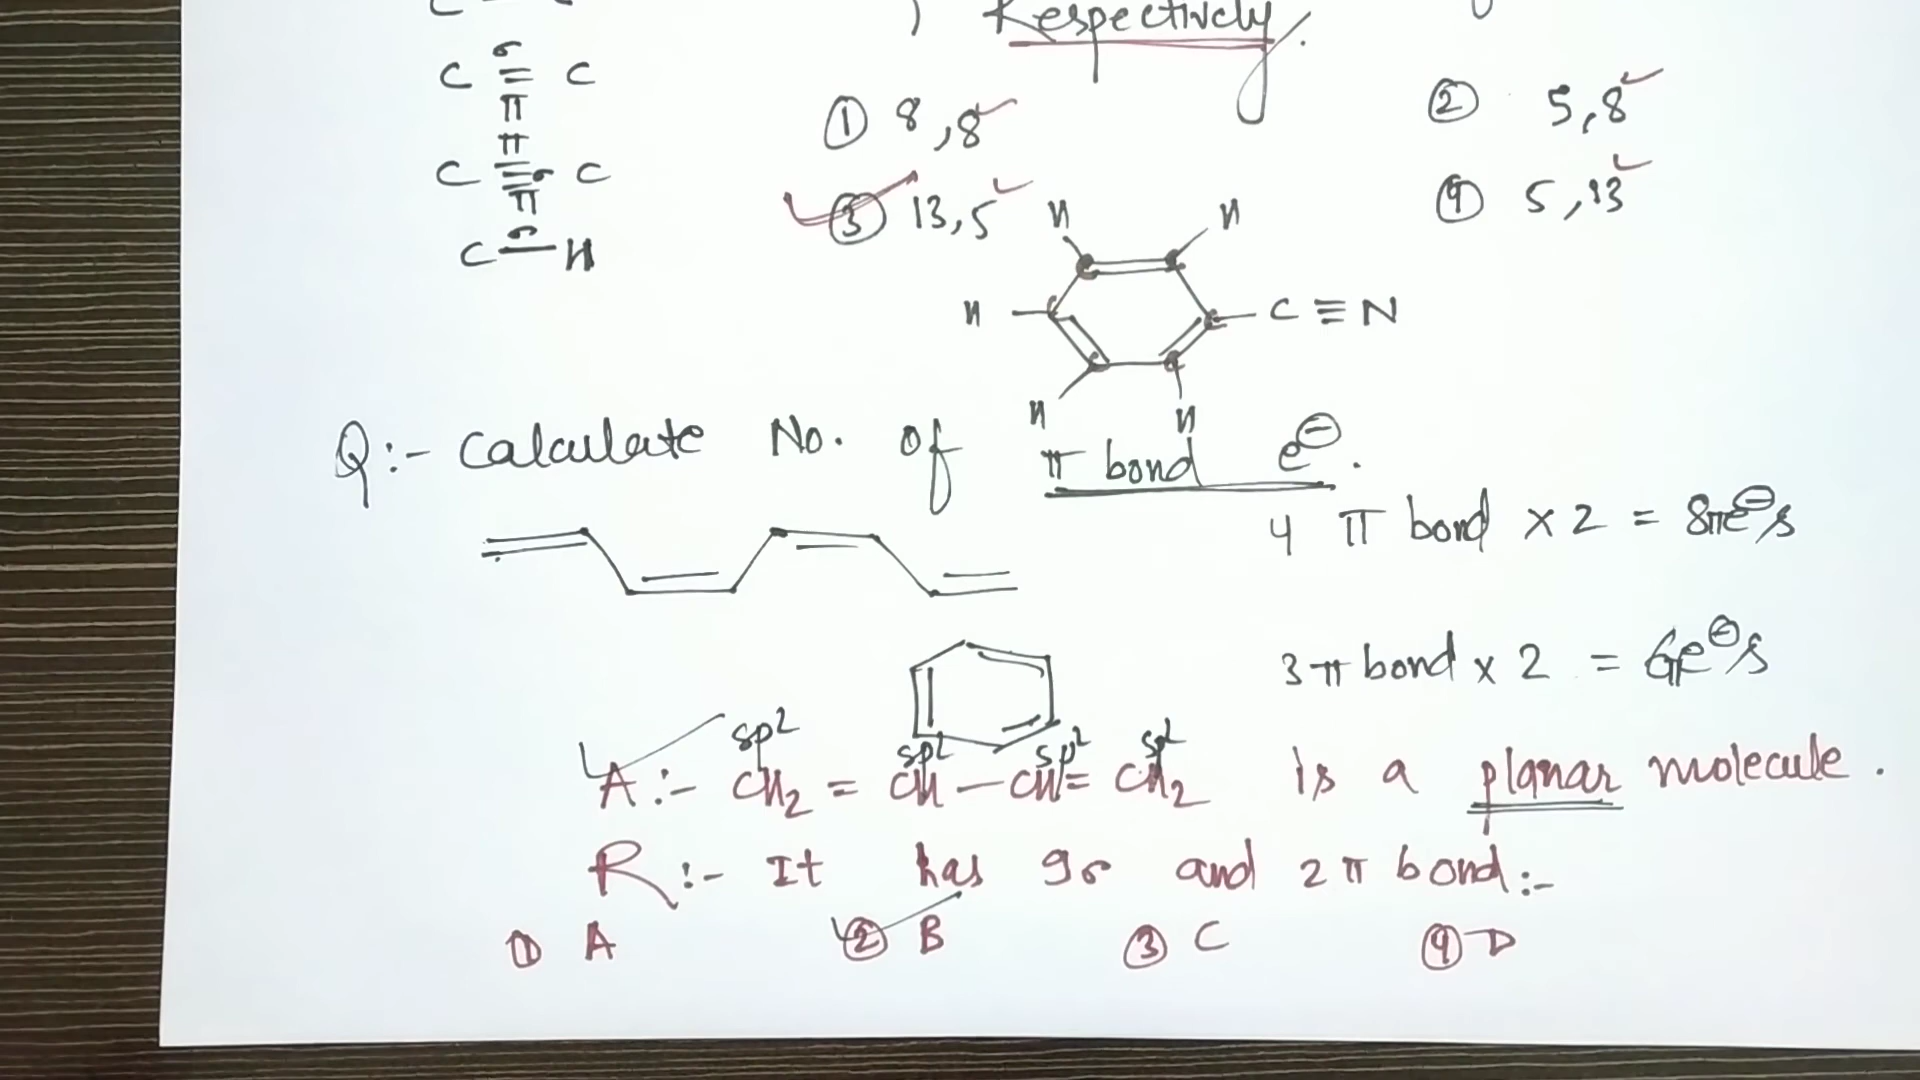 Respectively.
C σ = π C
① 8,8 ② 5,8
π C ≡ σ C π
③ 13,5 ④ 5,13
C σ — H
H H
H C ≡ N
H H
Q:- Calculate No. of π bond e⊖.
4 π bond × 2 = 8πe⊖s
3 π bond × 2 = 6e⊖s
sp2 sp2 sp2 sp2
A:- CH2 = CH — CH = CH2 is a planar molecule.
R:- It has 9σ and 2 π bond:-
① A ② B ③ C ④ D